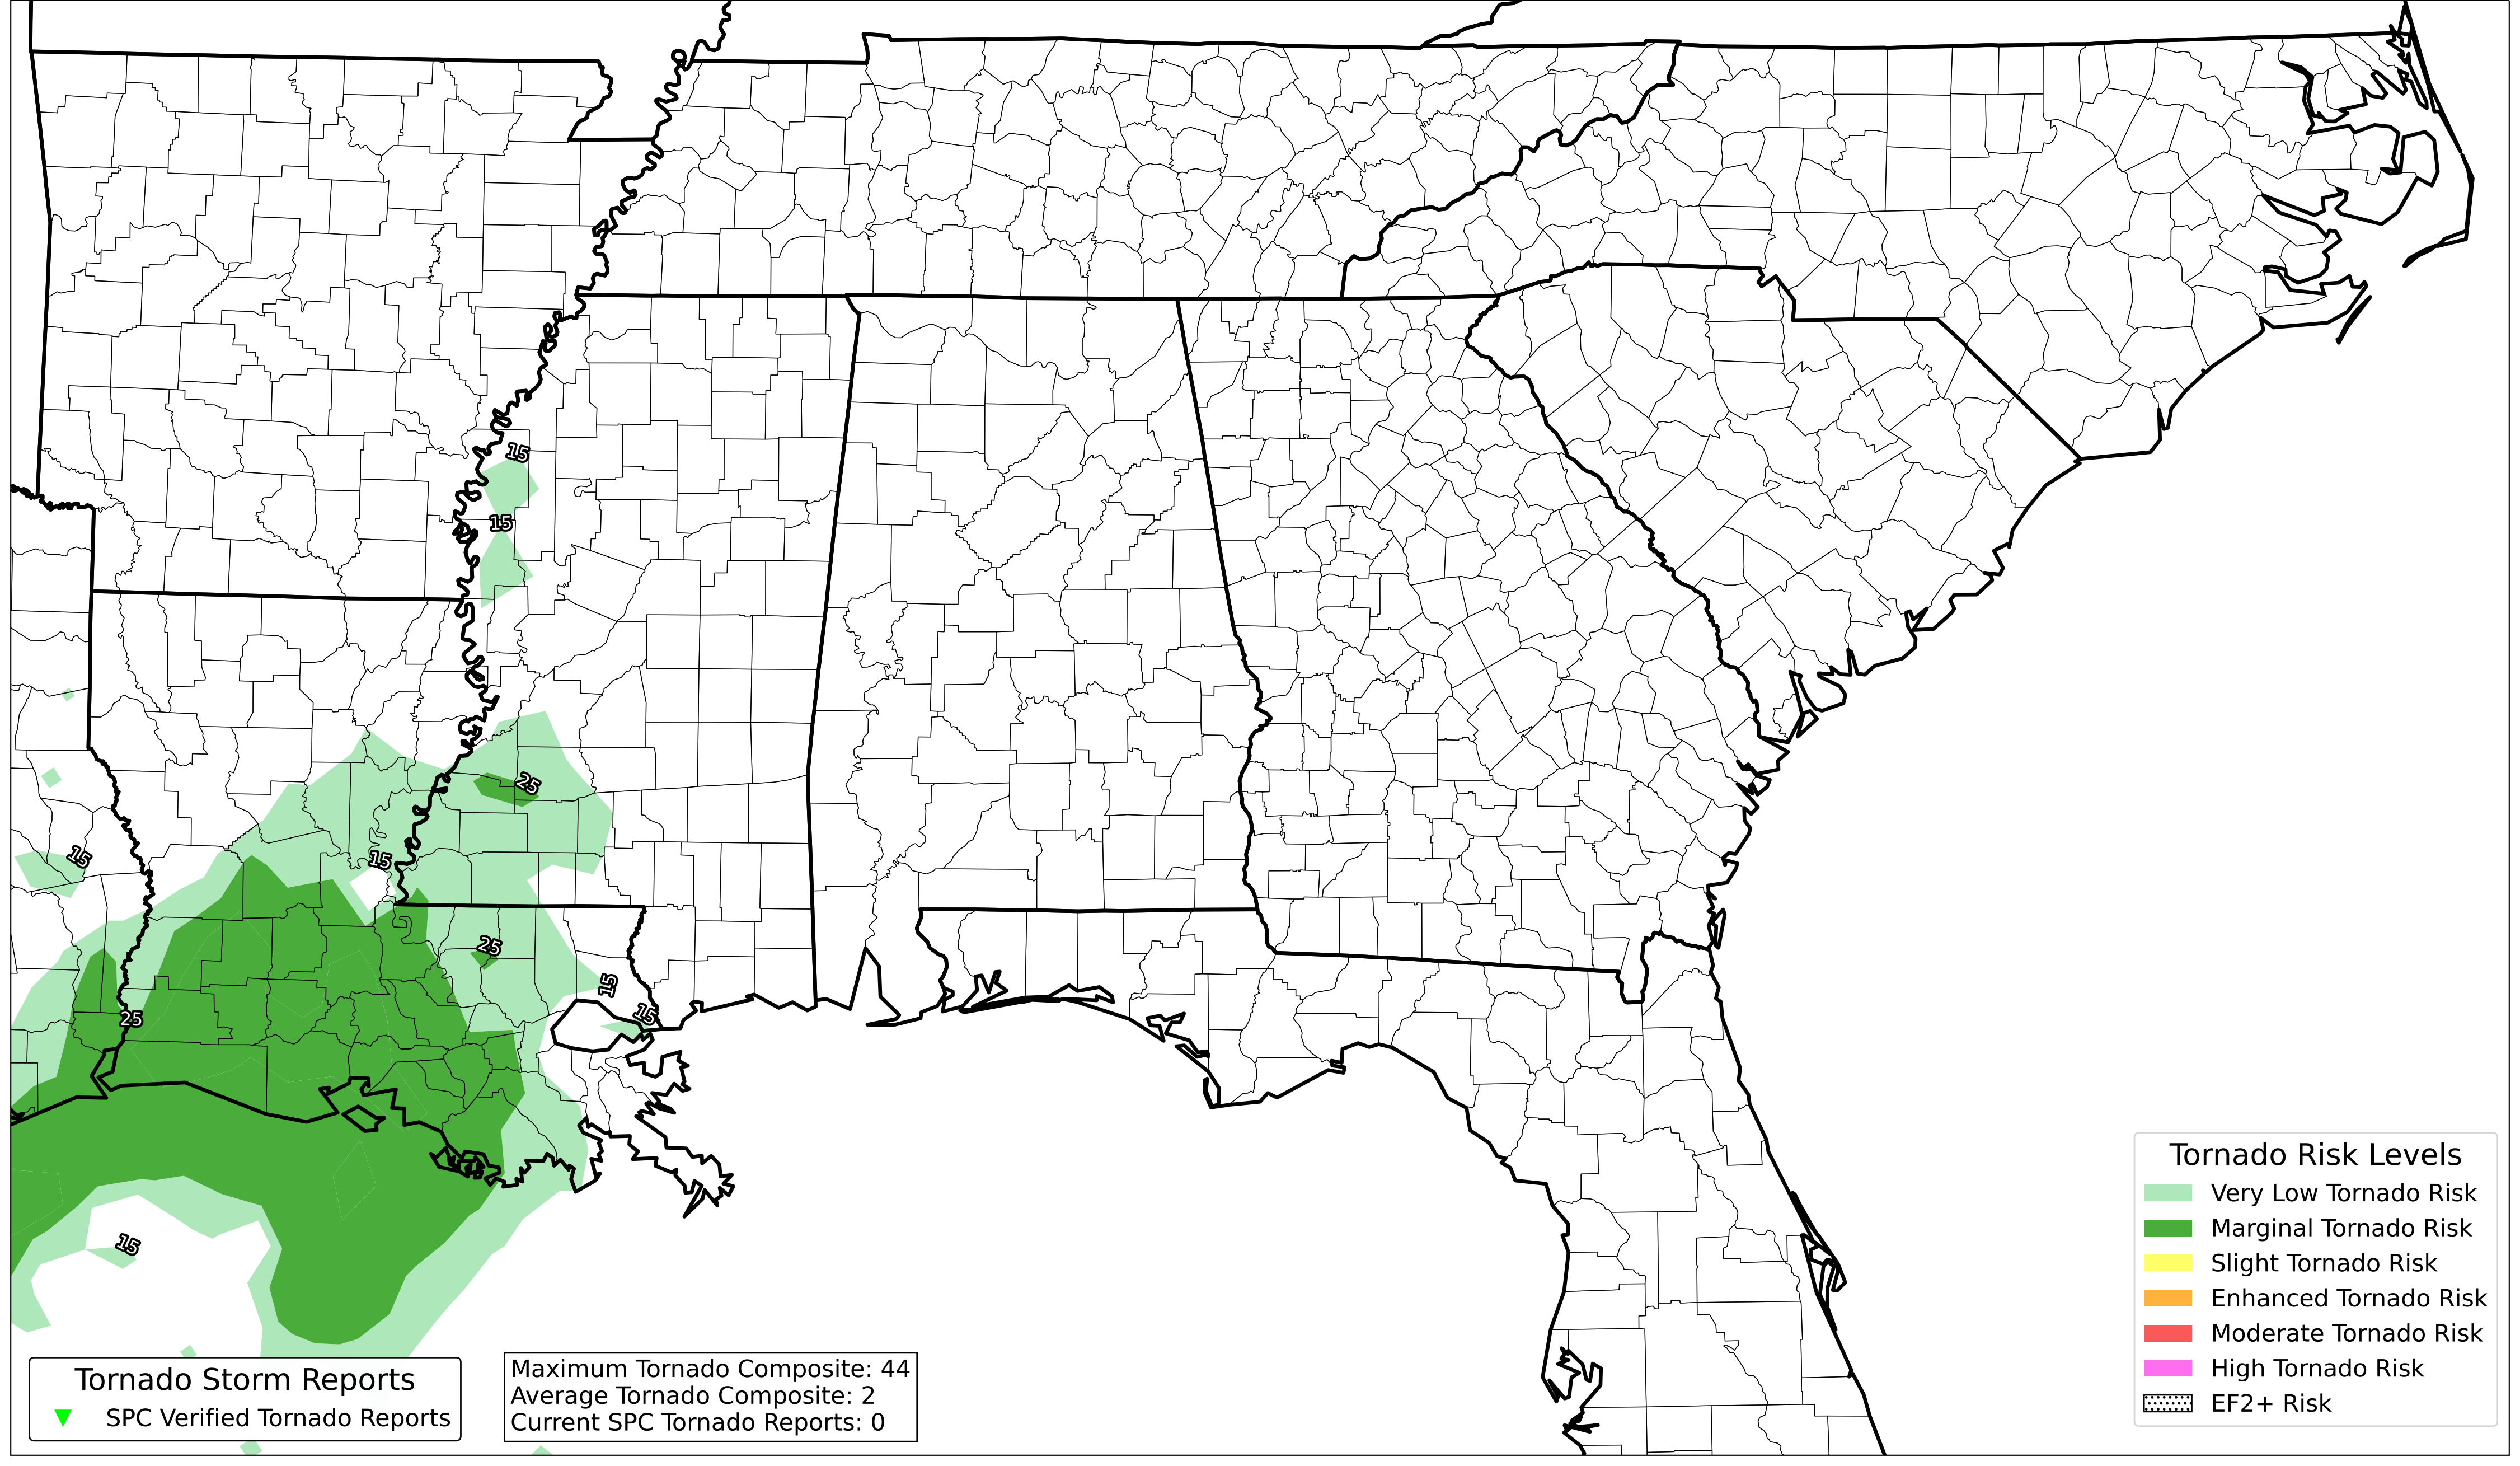 15
15
25
15
15
25
15
15
25
15
Tornado Storm Reports
SPC Verified Tornado Reports
Maximum Tornado Composite: 44
Average Tornado Composite: 2
Current SPC Tornado Reports: 0
Tornado Risk Levels
Very Low Tornado Risk
Marginal Tornado Risk
Slight Tornado Risk
Enhanced Tornado Risk
Moderate Tornado Risk
High Tornado Risk
EF2+ Risk